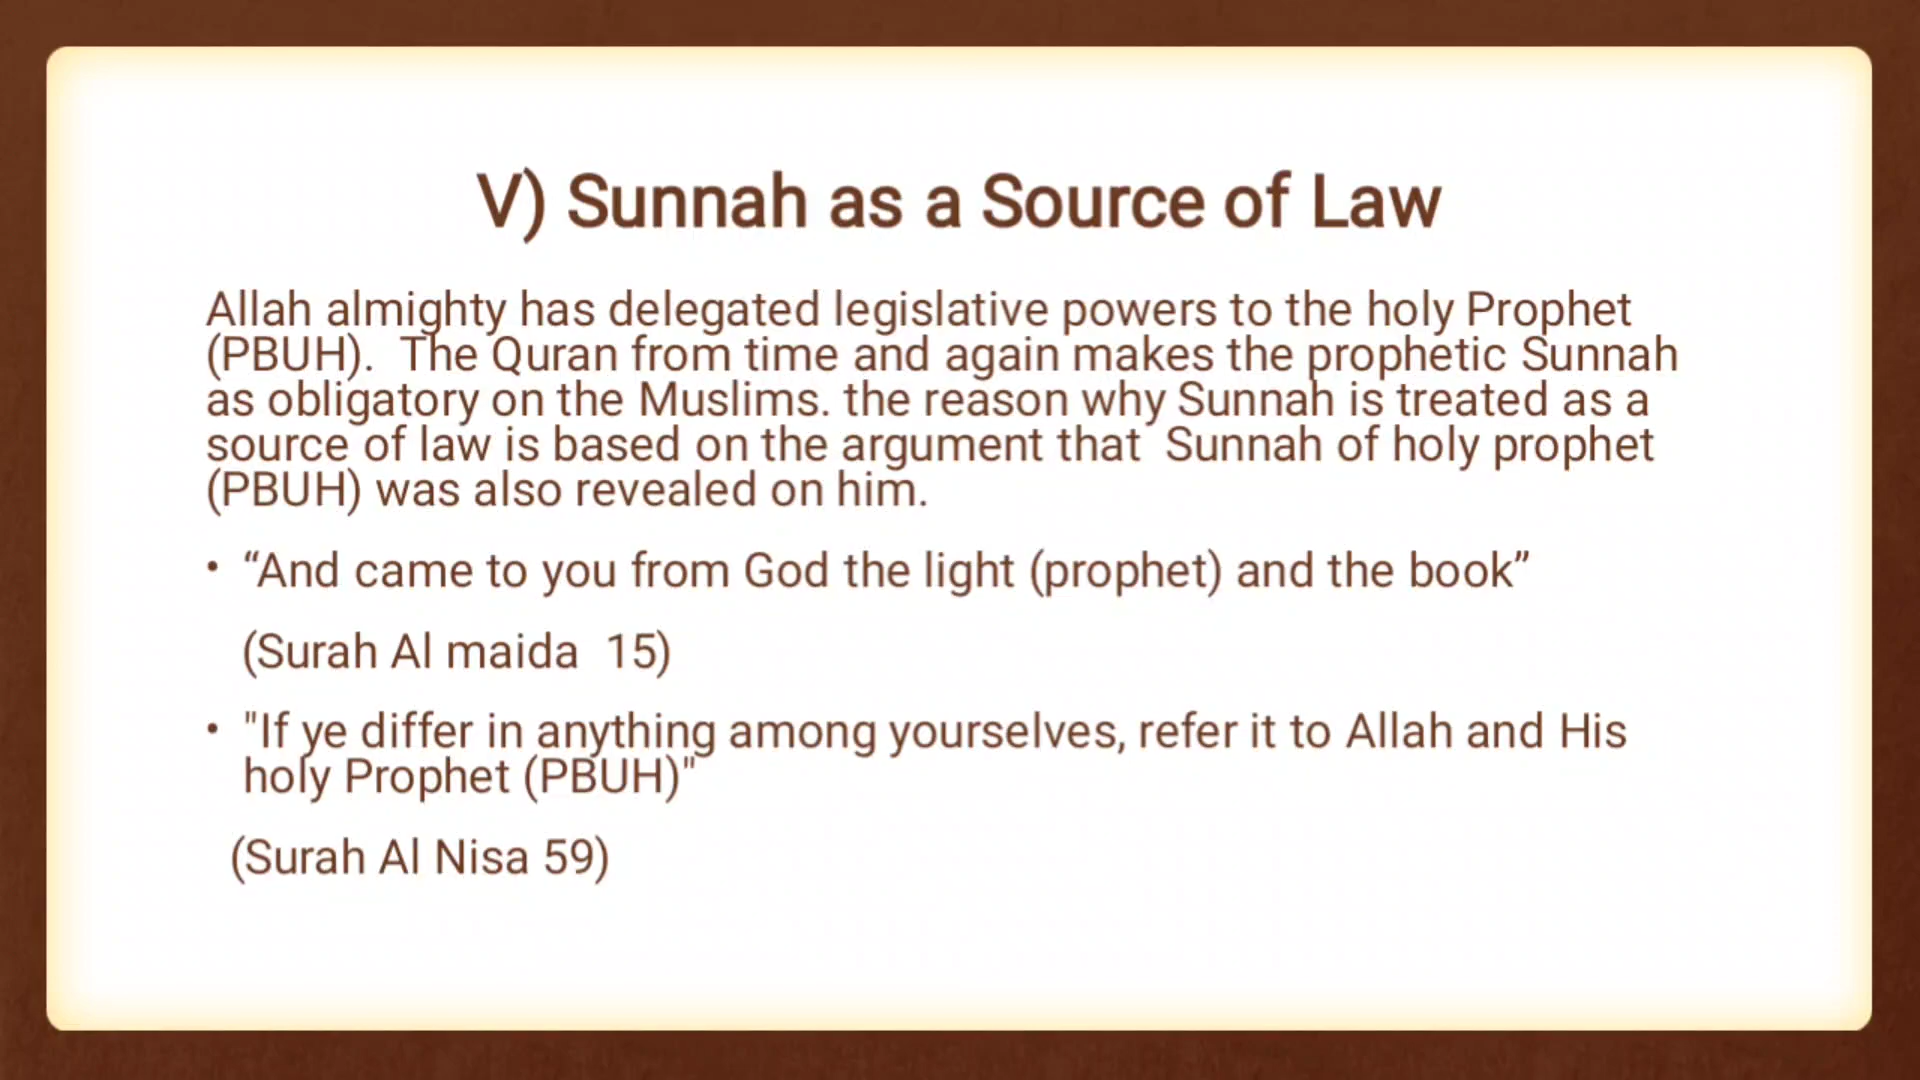 V) Sunnah as a Source of Law
Allah almighty has delegated legislative powers to the holy Prophet
(PBUH).  The Quran from time and again makes the prophetic Sunnah
as obligatory on the Muslims. the reason why Sunnah is treated as a
source of law is based on the argument that  Sunnah of holy prophet
(PBUH) was also revealed on him.
• “And came to you from God the light (prophet) and the book”
(Surah Al maida  15)
• "If ye differ in anything among yourselves, refer it to Allah and His
holy Prophet (PBUH)"
(Surah Al Nisa 59)